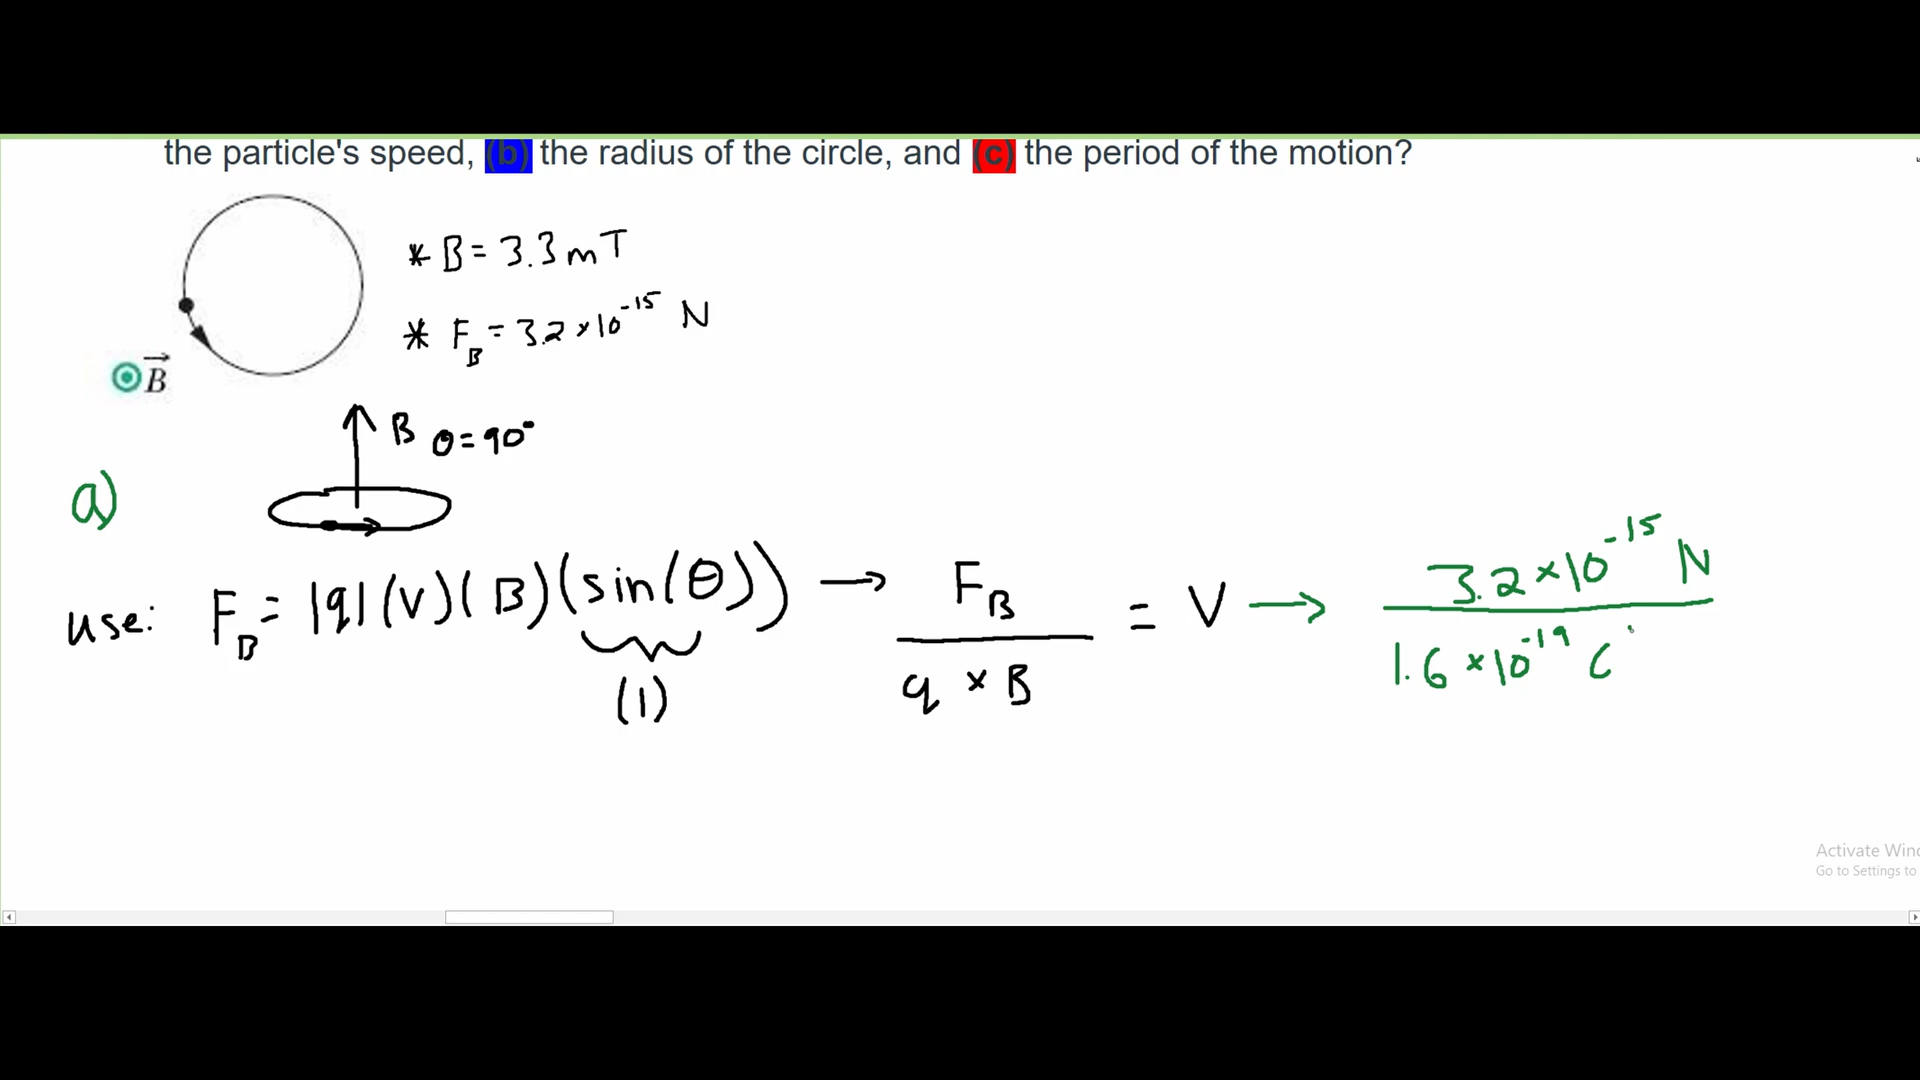 the particle's speed, (b) the radius of the circle, and (c) the period of the motion?
* B = 3.3 mT
* F_B = 3.2 × 10^-15 N
B
B θ = 90°
a)
use: F_B = |q| (V) (B) (sin(θ)) → F_B / q × B = V → 3.2 × 10^-15 N / 1.6 × 10^-19 C
(1)
Activate Wind
Go to Settings to